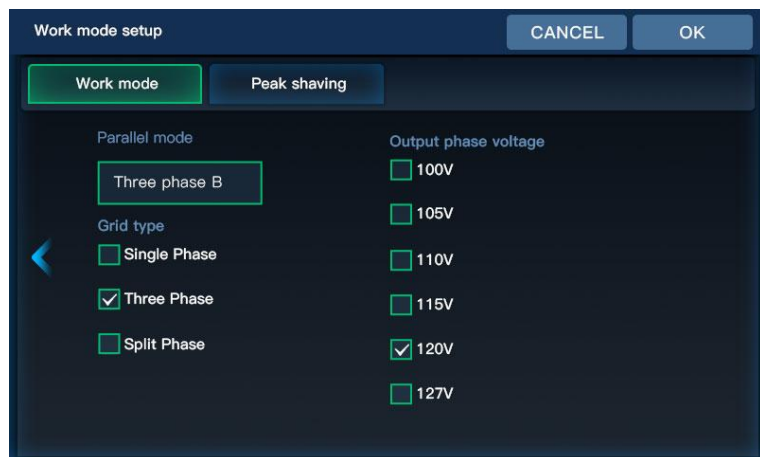 Work mode setup
CANCEL
OK
Work mode
Peak shaving
Parallel mode
Three phase B
Grid type
Single Phase
Three Phase
Split Phase
Output phase voltage
100V
105V
110V
115V
120V
127V